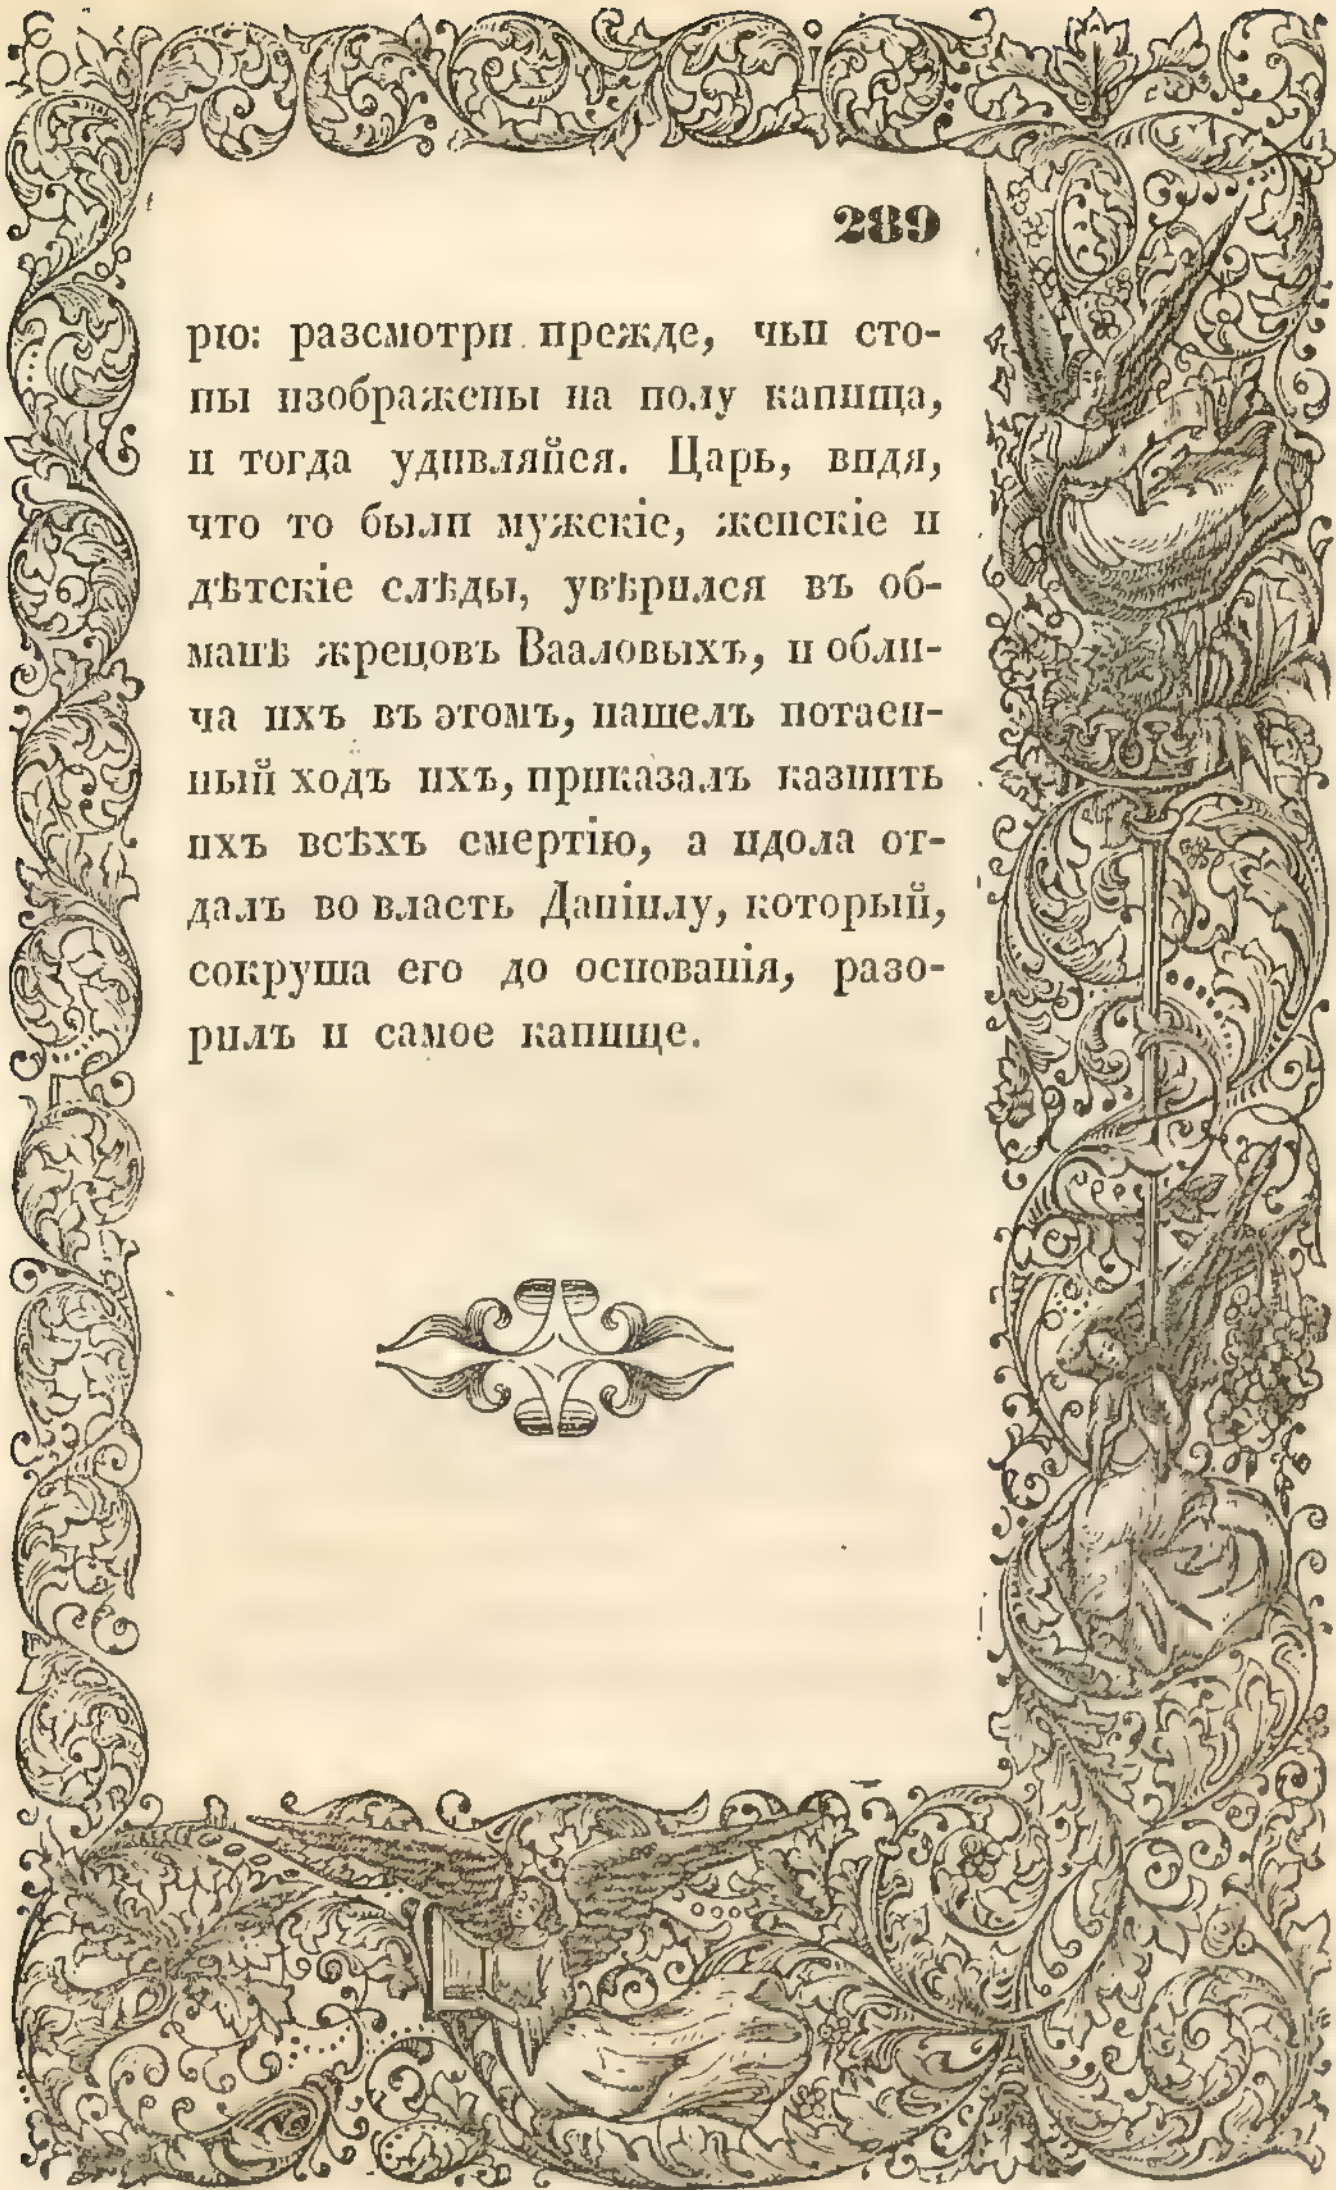 289
рію: разсмотри прежде, чьи сто-
пы изображены на полу капища,
и тогда удивляйся. Царь, видя,
что то были мужскіе, женскіе и
дѣтскіе слѣды, увѣрился въ об-
манѣ жрецовъ Вааловыхъ, и обли-
ча ихъ въ этомъ, нашелъ потаен-
ный ходъ ихъ, приказалъ казнить
ихъ всѣхъ смертію, а идола от-
далъ во власть Даніилу, который,
сокруша его до основанія, разо-
рилъ и самое капище.